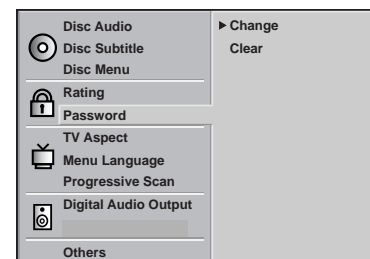 Disc Audio
Disc Subtitle
Disc Menu
Rating
Password
TV Aspect
Menu Language
Progressive Scan
Digital Audio Output
Others
Change
Clear